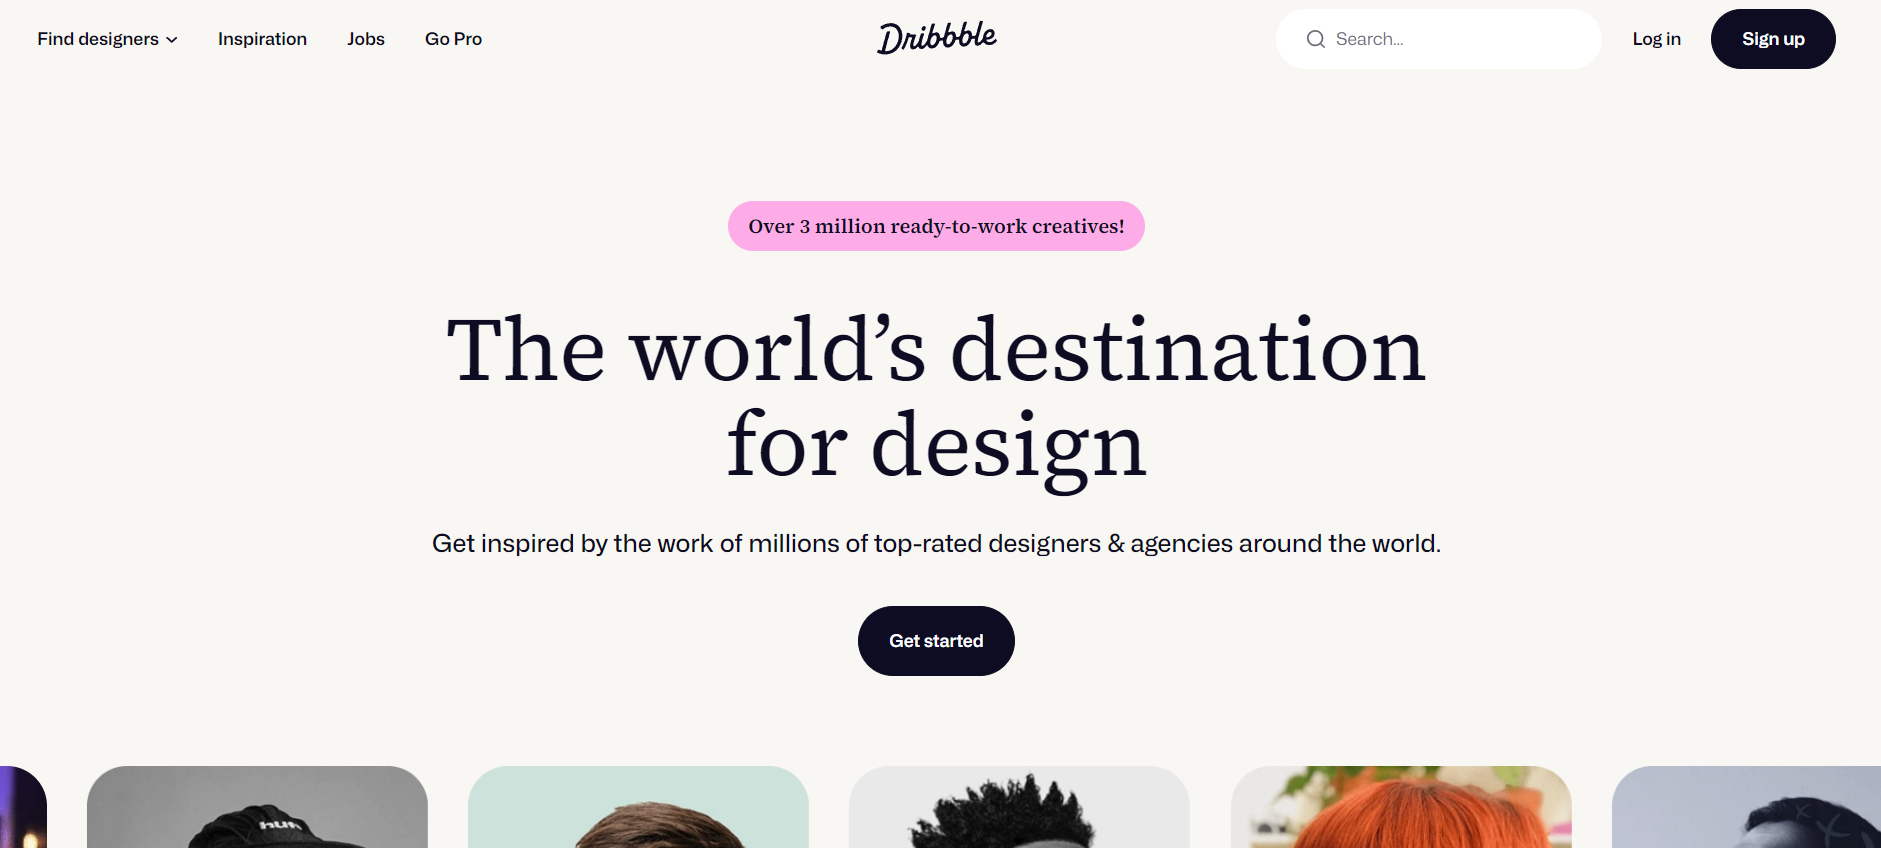 Find designers
Inspiration
Jobs
Go Pro
Dribbble
Search...
Log in
Sign up
Over 3 million ready-to-work creatives!
The world’s destination
for design
Get inspired by the work of millions of top-rated designers & agencies around the world.
Get started